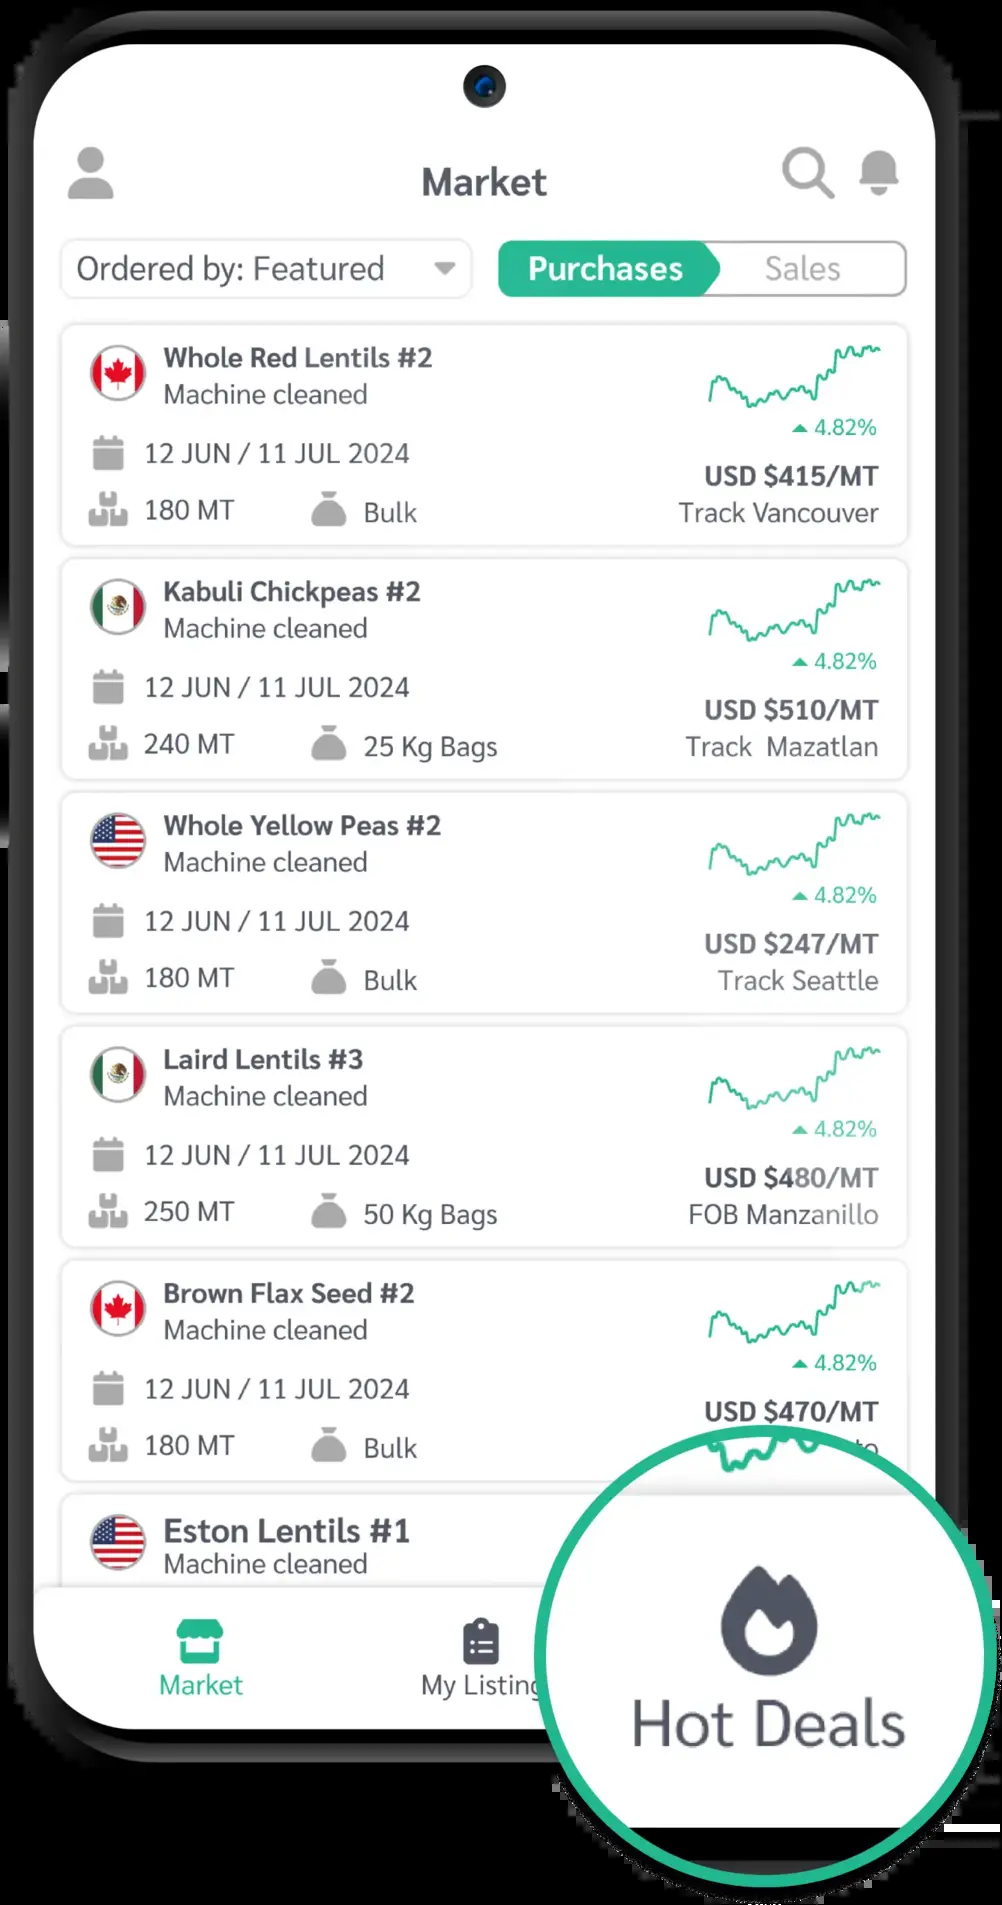 Market
Ordered by: Featured
Purchases
Sales
Whole Red Lentils #2
Machine cleaned
4.82%
12 JUN / 11 JUL 2024
USD $415/MT
180 MT
Bulk
Track Vancouver
Kabuli Chickpeas #2
Machine cleaned
4.82%
12 JUN / 11 JUL 2024
USD $510/MT
240 MT
25 Kg Bags
Track Mazatlan
Whole Yellow Peas #2
Machine cleaned
4.82%
12 JUN / 11 JUL 2024
USD $247/MT
180 MT
Bulk
Track Seattle
Laird Lentils #3
Machine cleaned
4.82%
12 JUN / 11 JUL 2024
USD $480/MT
250 MT
50 Kg Bags
FOB Manzanillo
Brown Flax Seed #2
Machine cleaned
4.82%
12 JUN / 11 JUL 2024
USD $470/MT
180 MT
Bulk
Eston Lentils #1
Machine cleaned
Market
My Listing
Hot Deals